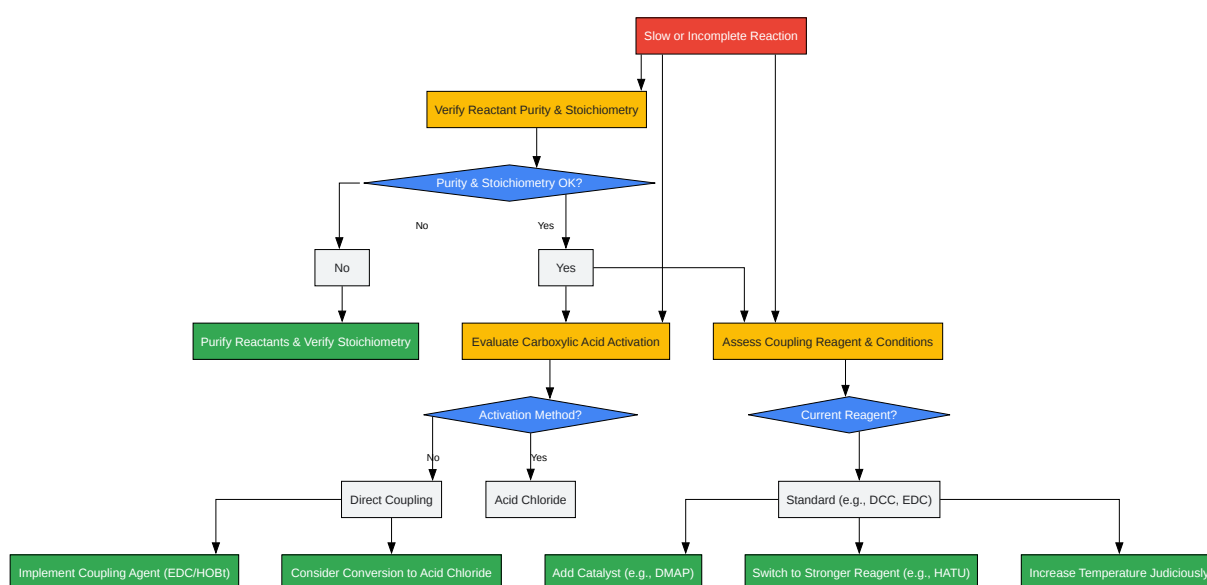 Slow or Incomplete Reaction
Verify Reactant Purity & Stoichiometry
Purity & Stoichiometry OK?
No
Yes
No
Yes
Purify Reactants & Verify Stoichiometry
Evaluate Carboxylic Acid Activation
Assess Coupling Reagent & Conditions
Activation Method?
Current Reagent?
No
Yes
Direct Coupling
Acid Chloride
Standard (e.g., DCC, EDC)
Implement Coupling Agent (EDC/HOBt)
Consider Conversion to Acid Chloride
Add Catalyst (e.g., DMAP)
Switch to Stronger Reagent (e.g., HATU)
Increase Temperature Judiciously